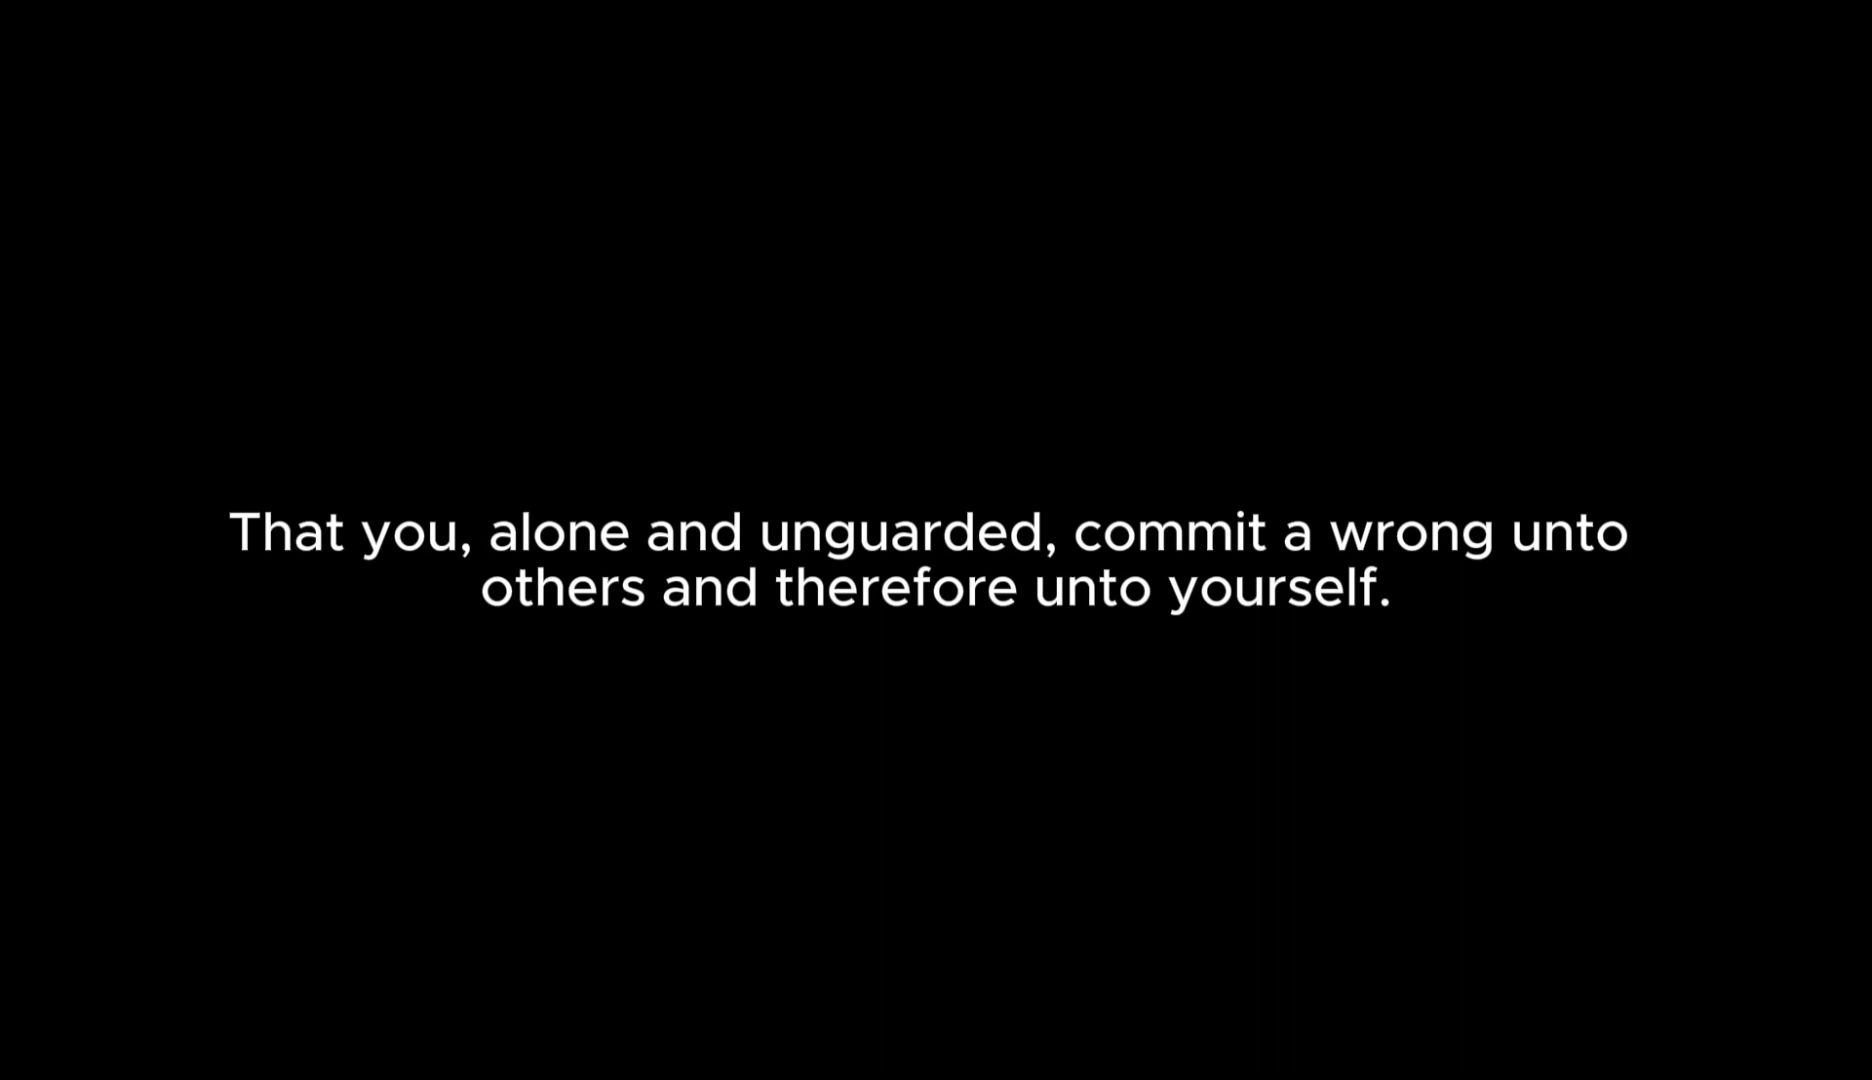 That you, alone and unguarded, commit a wrong unto
others and therefore unto yourself.